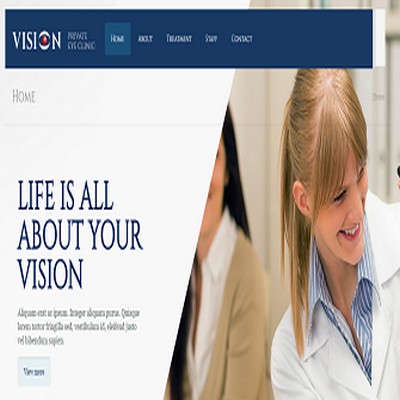 VISION PRIVATE EYE CLINIC Home About Treatment Staff Contact
Home
LIFE IS ALL
ABOUT YOUR
VISION
Aliquam erat ac ipsum. Integer aliquam purus. Quisque
lorem tortor fringilla sed, vestibulum id, eleifend justo
vel bibendum sapien
View more